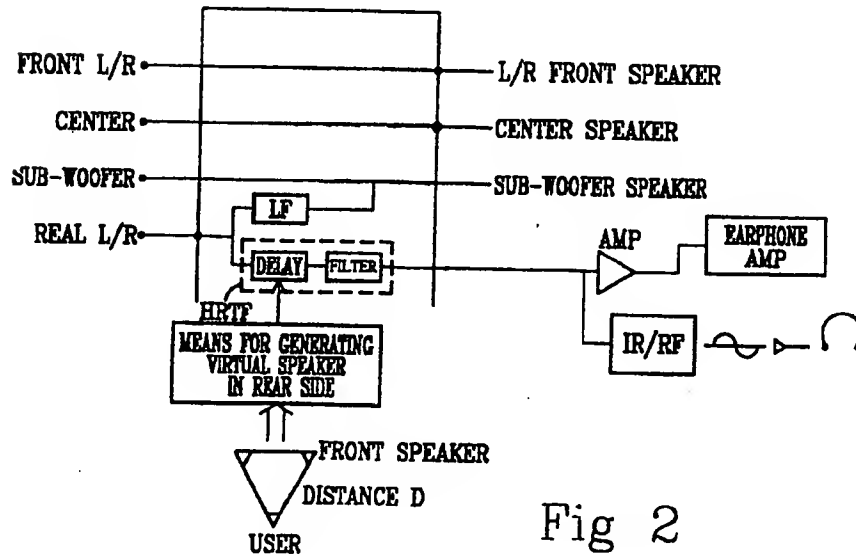 FRONT L/R
L/R FRONT SPEAKER
CENTER
CENTER SPEAKER
SUB-WOOFER
SUB-WOOFER SPEAKER
LF
REAL L/R
AMP
EARPHONE
AMP
DELAY
FILTER
HRTF
IR/RF
MEANS FOR GENERATING
VIRTUAL SPEAKER
IN REAR SIDE
FRONT SPEAKER
DISTANCE D
USER
Fig 2